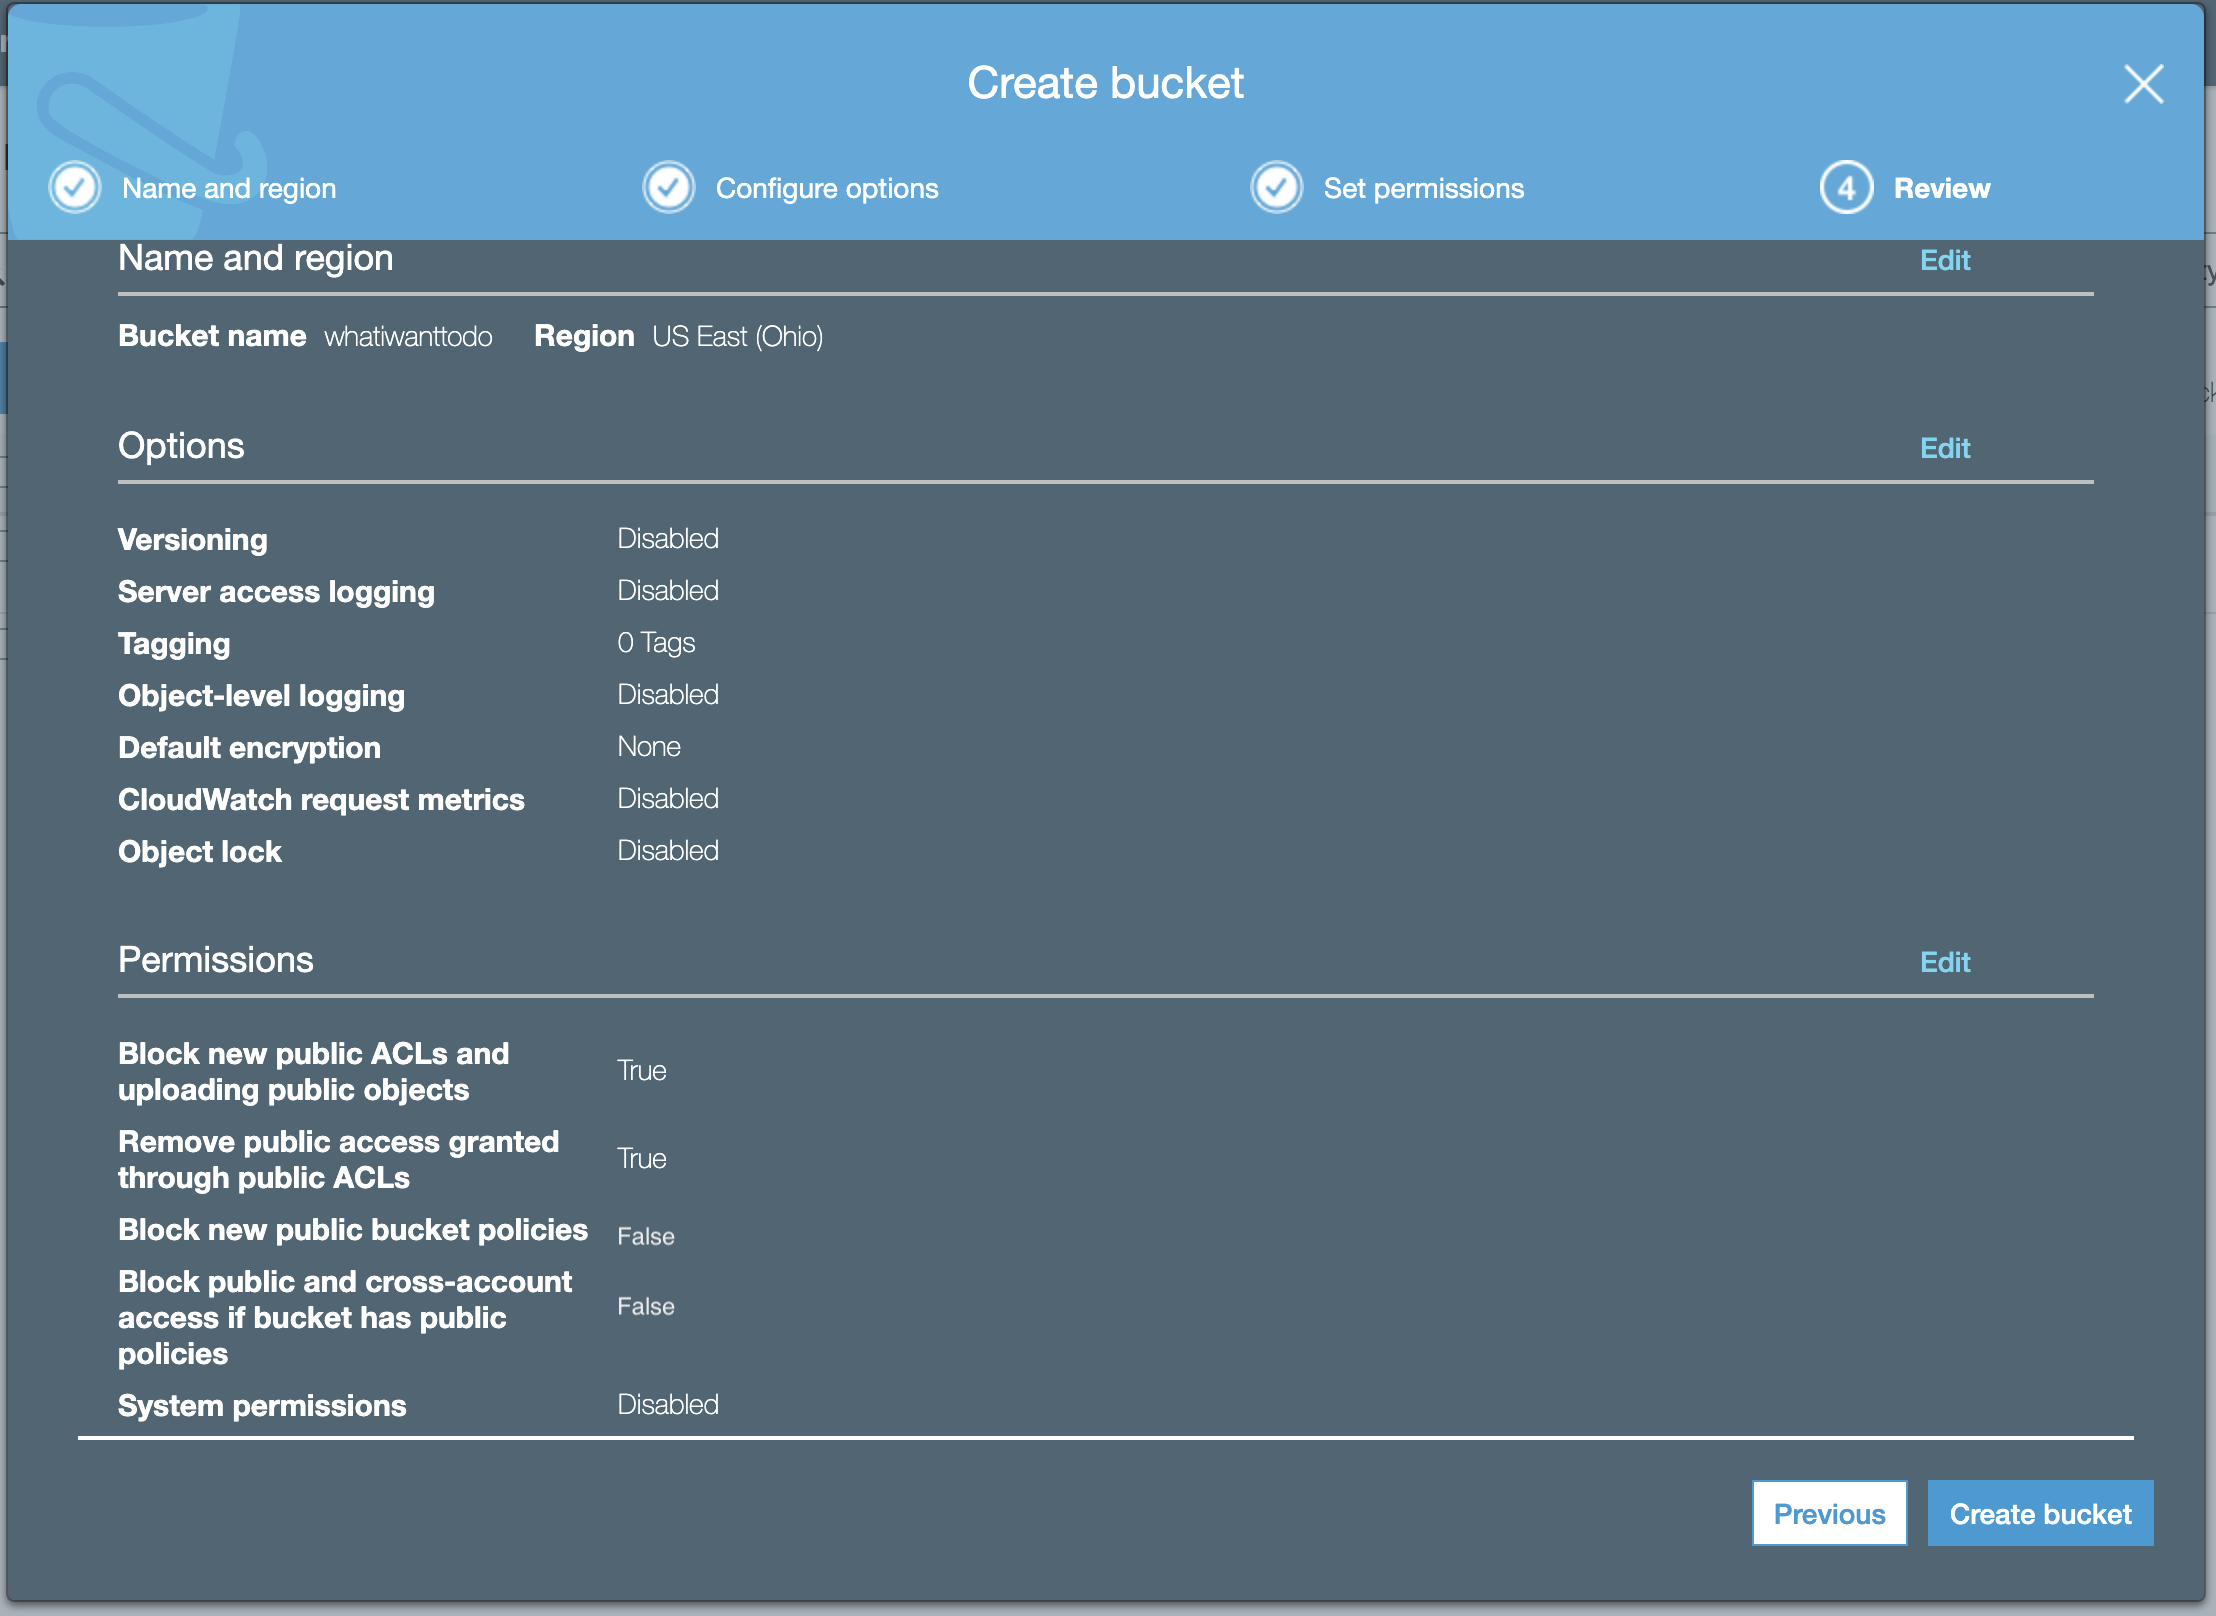 Create bucket
Name and region
Configure options
Set permissions
4 Review
Name and region Edit
Bucket name whatiwanttodo Region US East (Ohio)
Options Edit
Versioning Disabled
Server access logging Disabled
Tagging 0 Tags
Object-level logging Disabled
Default encryption None
CloudWatch request metrics Disabled
Object lock Disabled
Permissions Edit
Block new public ACLs and
uploading public objects True
Remove public access granted
through public ACLs True
Block new public bucket policies False
Block public and cross-account
access if bucket has public False
policies
System permissions Disabled
Previous Create bucket